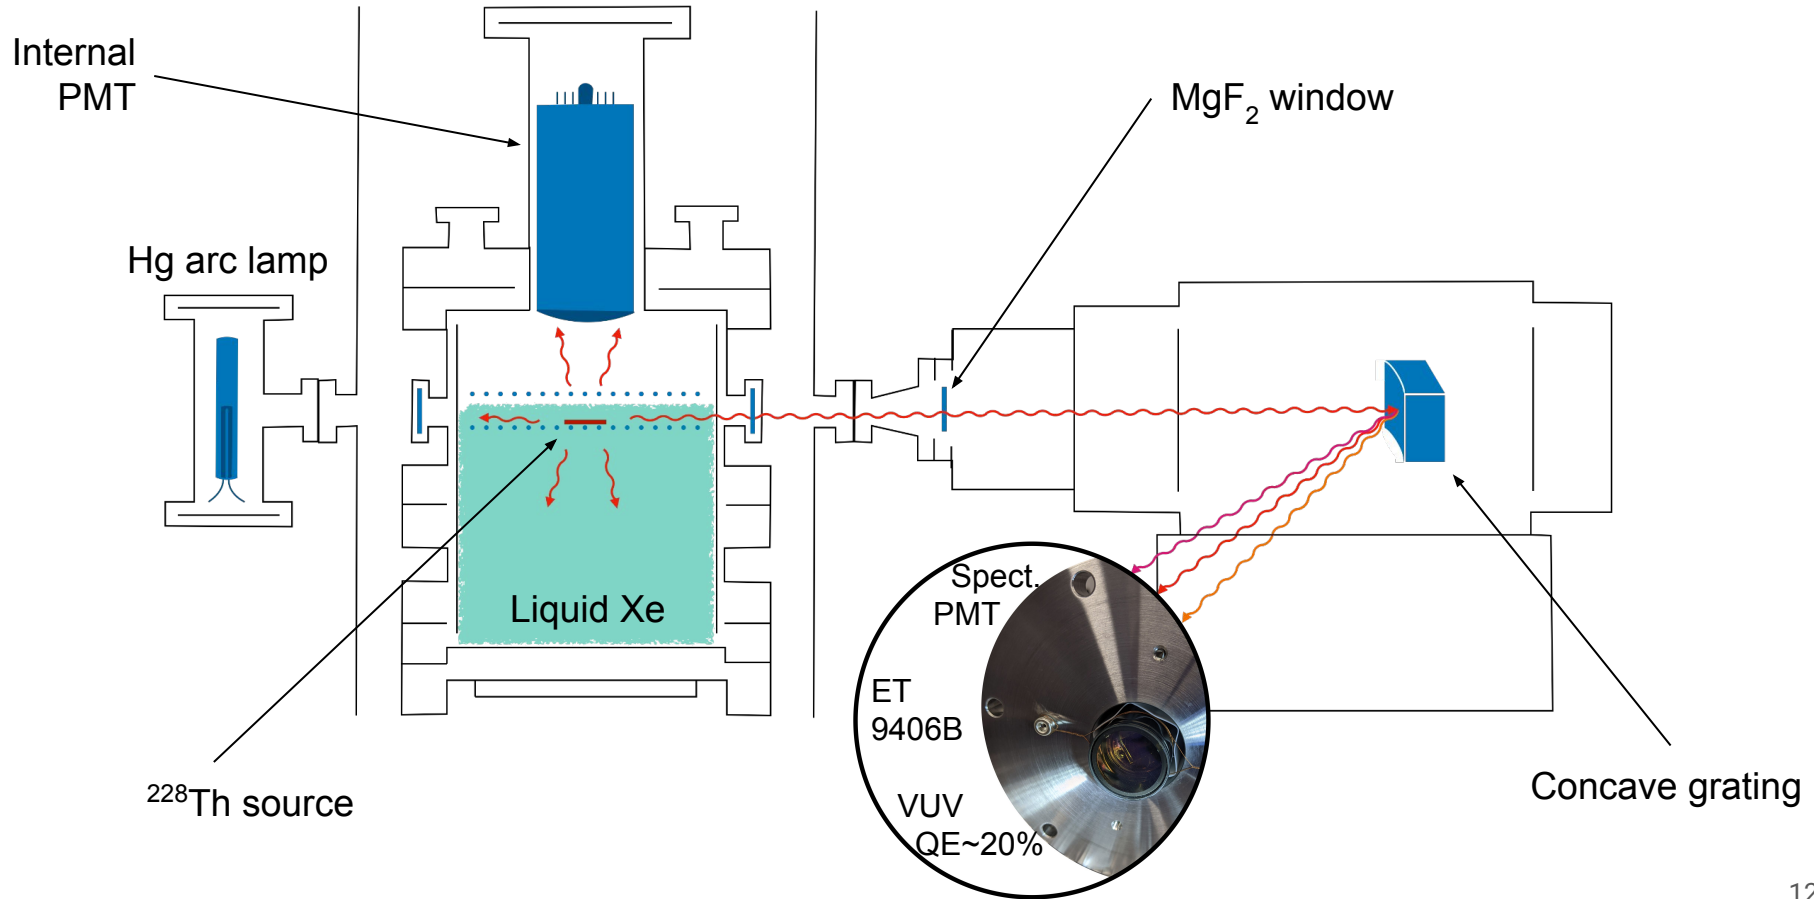 Internal
PMT
MgF₂ window
Hg arc lamp
Liquid Xe
Spect.
PMT
ET
9406B
VUV
QE~20%
²²⁸Th source
Concave grating
12